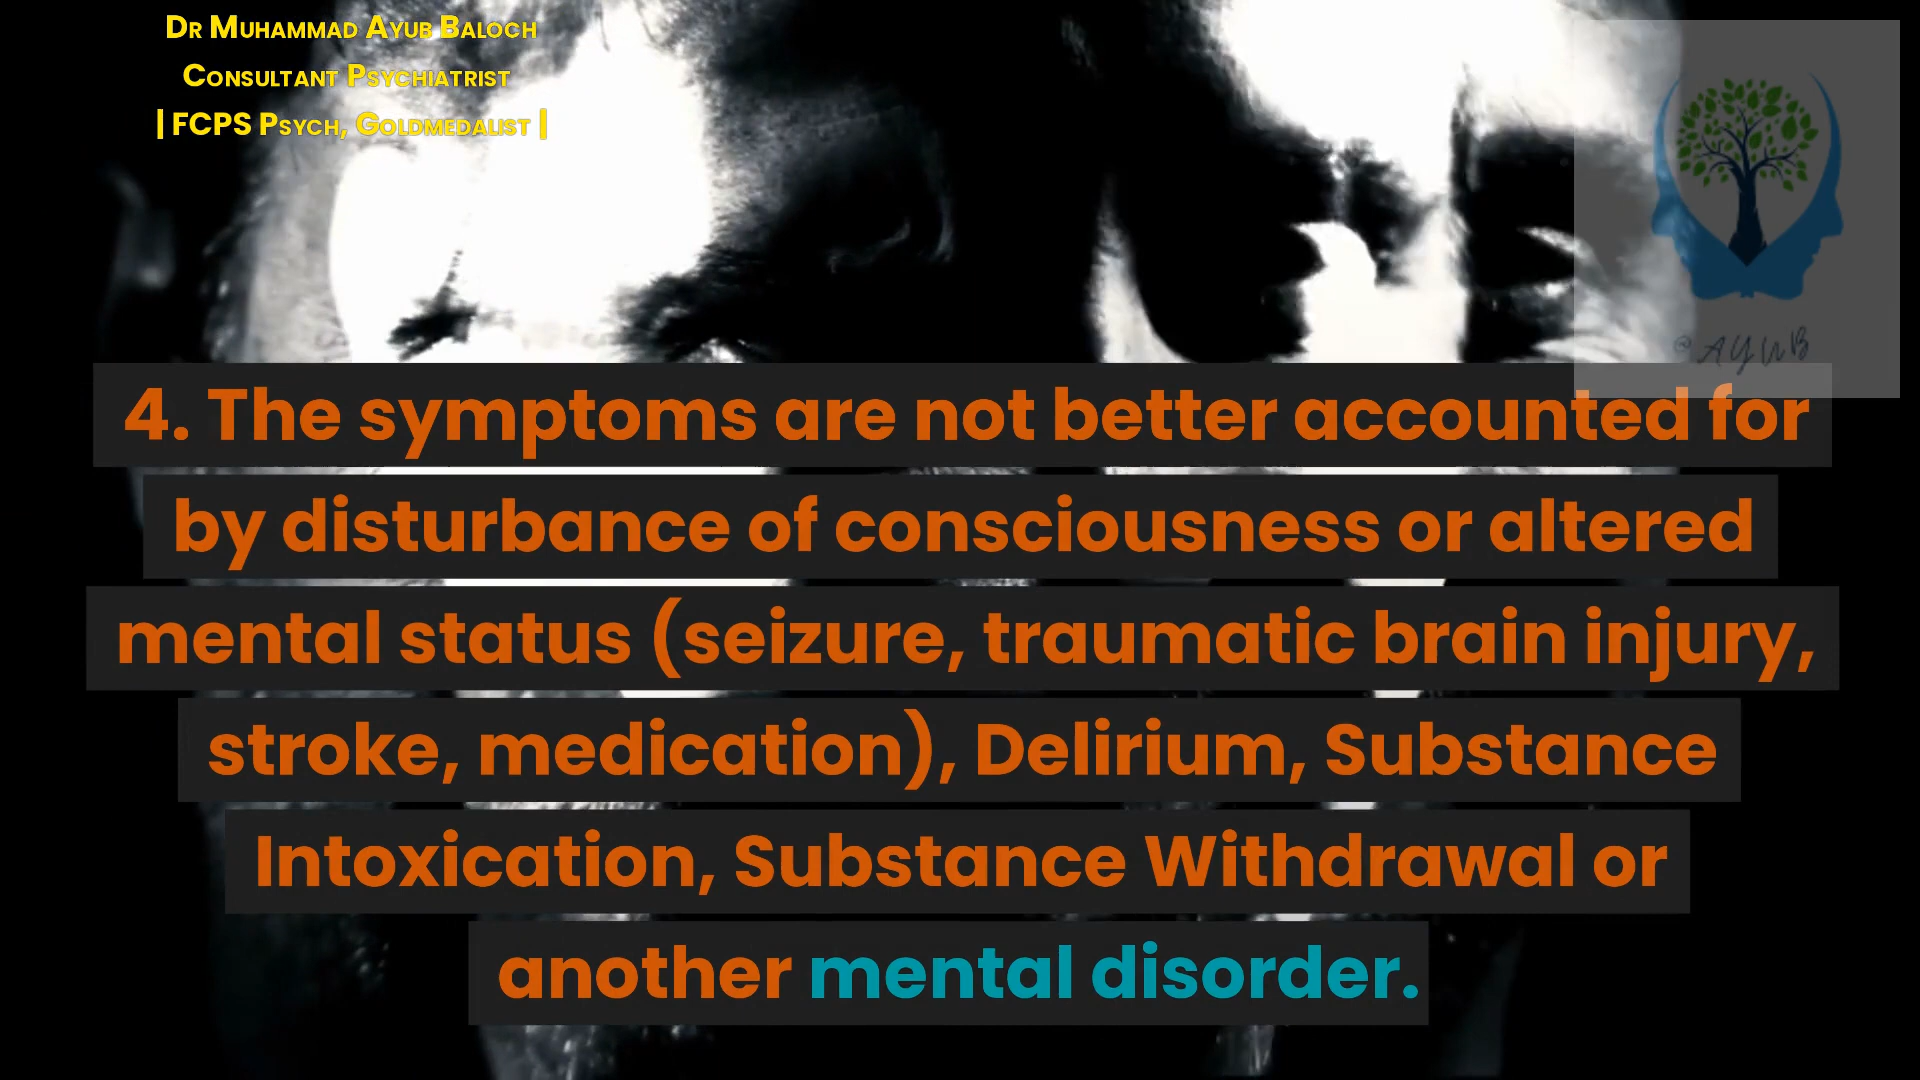 Dr Muhammad Ayub Baloch
Consultant Psychiatrist
| FCPS Psych, Goldmedalist |
@AYUB
4. The symptoms are not better accounted for
by disturbance of consciousness or altered
mental status (seizure, traumatic brain injury,
stroke, medication), Delirium, Substance
Intoxication, Substance Withdrawal or
another mental disorder.